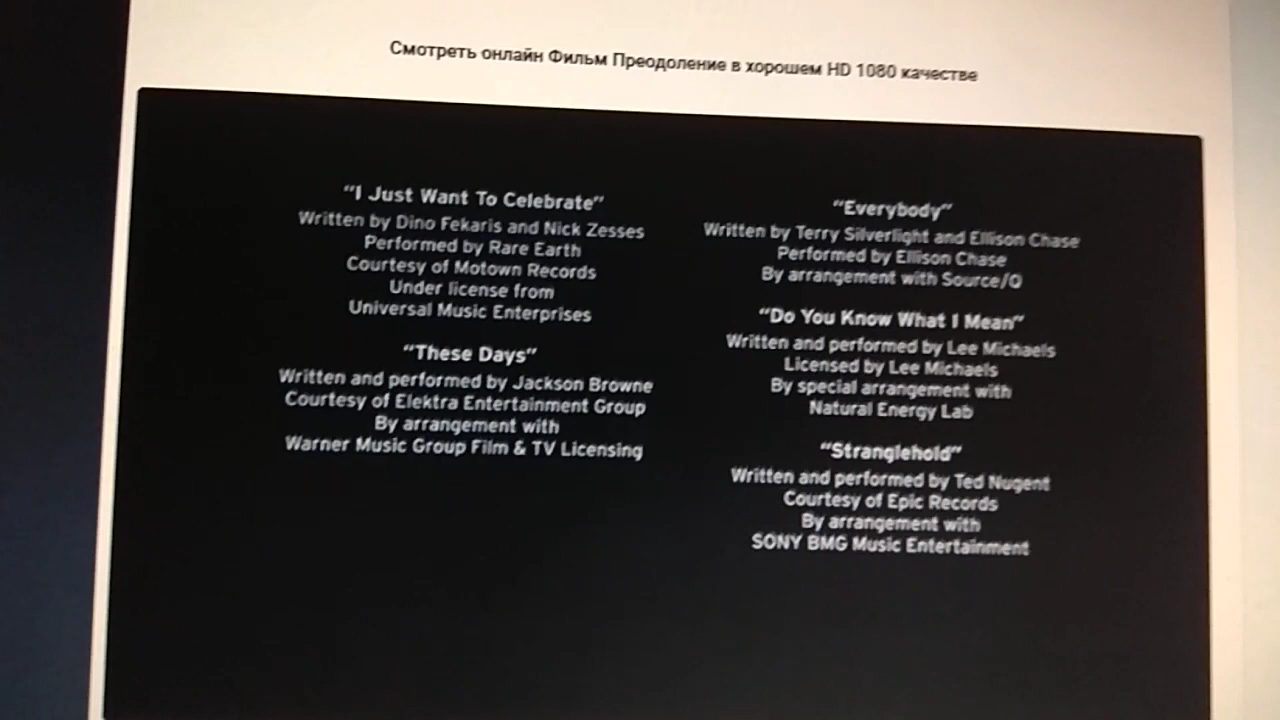 Смотреть онлайн Фильм Преодоление в хорошем HD 1080 качестве
“I Just Want To Celebrate”
Written by Dino Fekaris and Nick Zesses
Performed by Rare Earth
Courtesy of Motown Records
Under license from
Universal Music Enterprises
“These Days”
Written and performed by Jackson Browne
Courtesy of Elektra Entertainment Group
By arrangement with
Warner Music Group Film & TV Licensing
“Everybody”
Written by Terry Silverlight and Ellison Chase
Performed by Ellison Chase
By arrangement with Source/Q
“Do You Know What I Mean”
Written and performed by Lee Michaels
Licensed by Lee Michaels
By special arrangement with
Natural Energy Lab
“Stranglehold”
Written and performed by Ted Nugent
Courtesy of Epic Records
By arrangement with
SONY BMG Music Entertainment